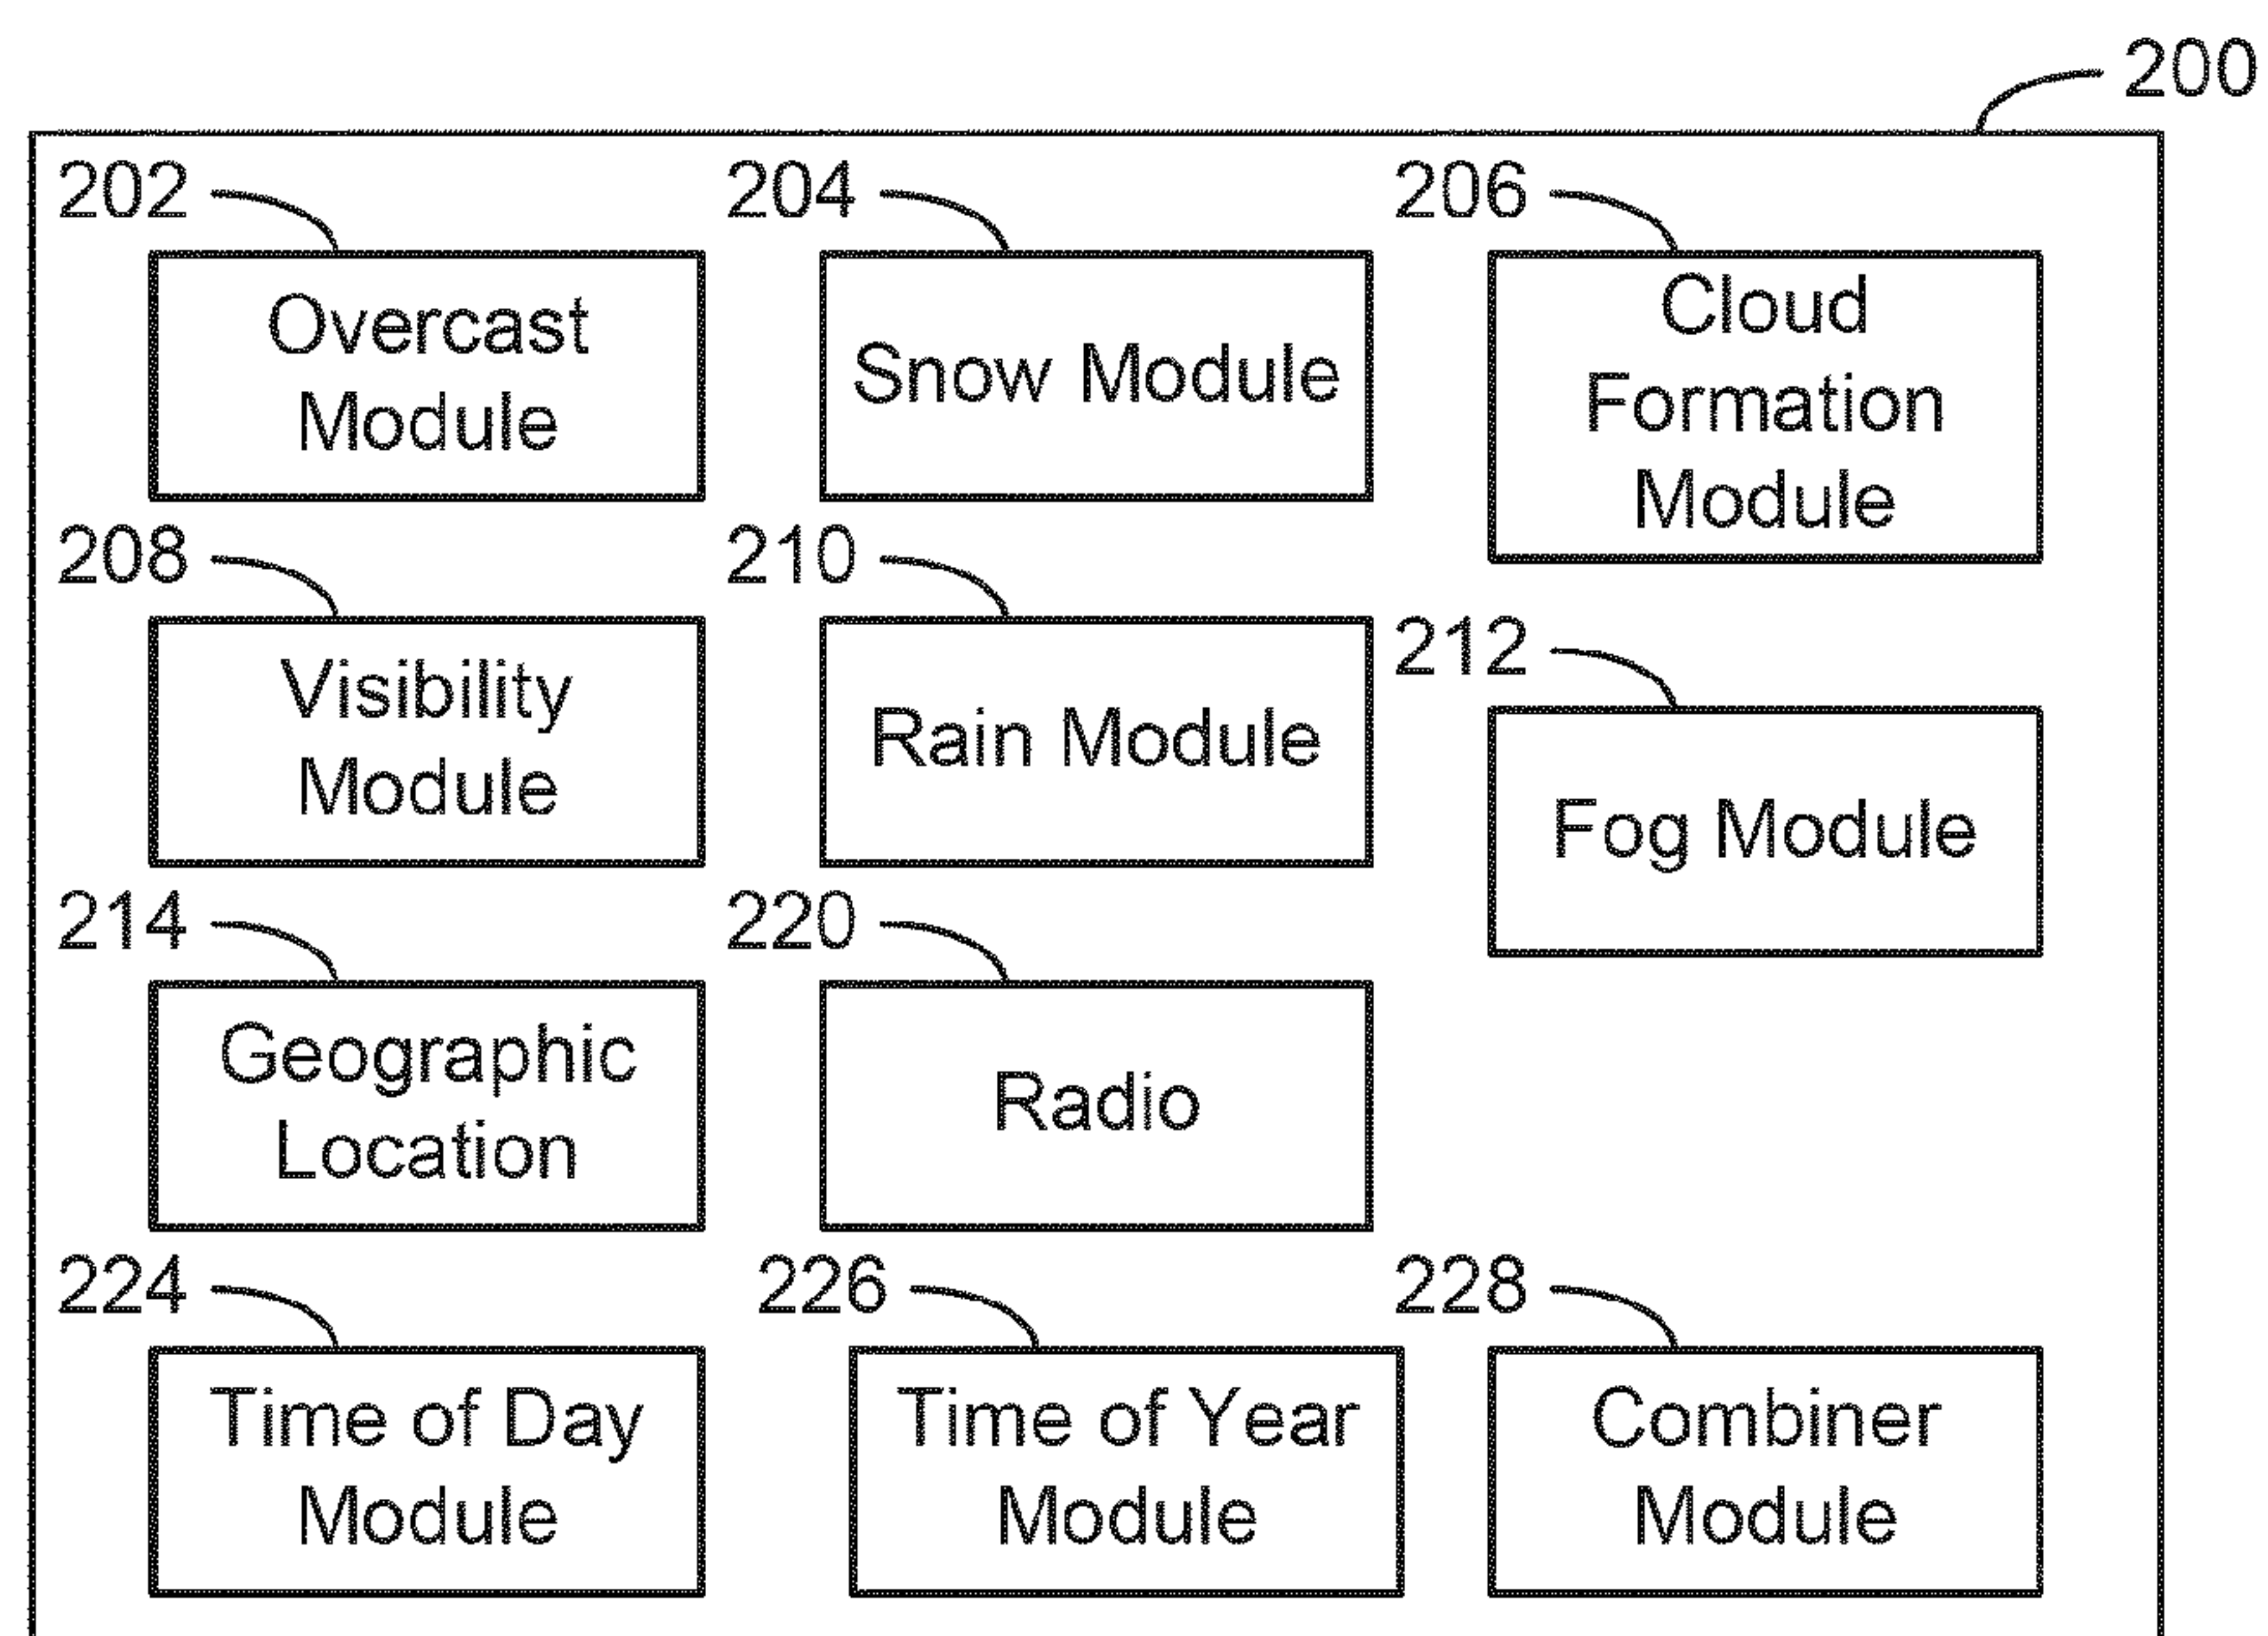 200
202
Overcast
Module
204
Snow Module
206
Cloud
Formation
Module
208
Visibility
Module
210
Rain Module
212
Fog Module
214
Geographic
Location
220
Radio
224
Time of Day
Module
226
Time of Year
Module
228
Combiner
Module